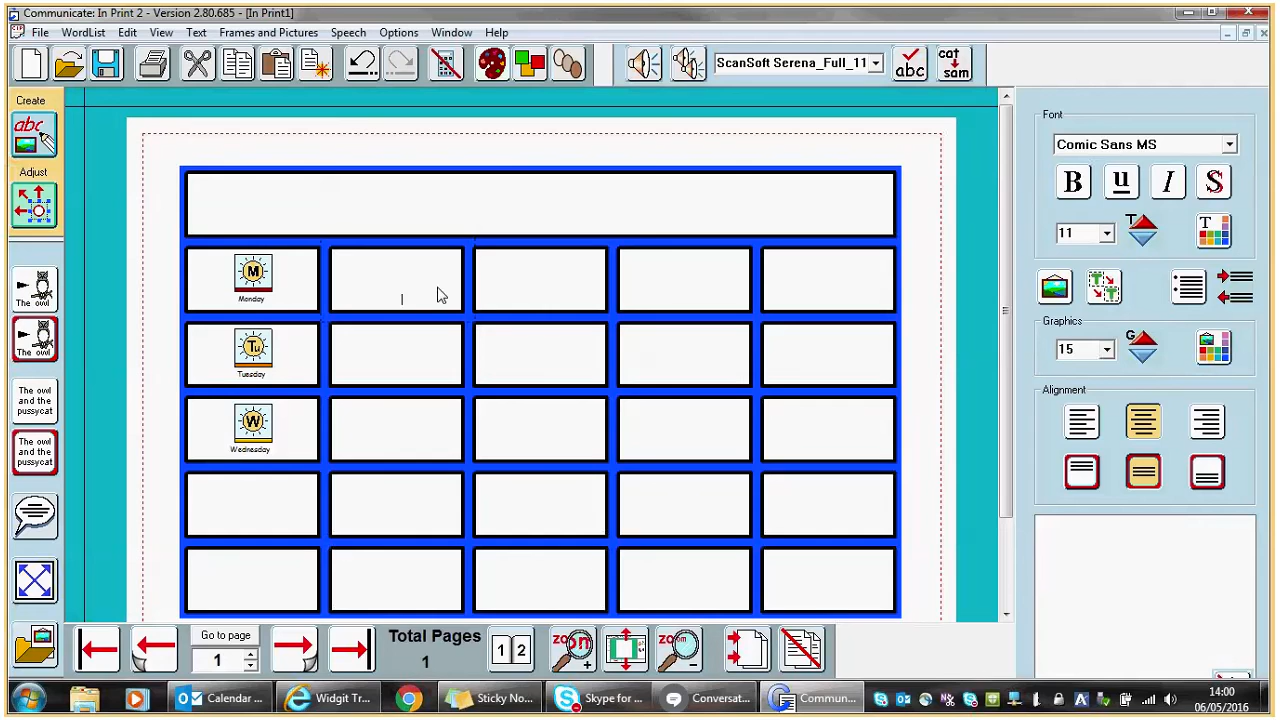 Communicate: In Print 2 - Version 2.80.685 - [In Print1]
File WordList Edit View Text Frames and Pictures Speech Options Window Help
ScanSoft Serena_Full_11
abc
cat
sam
Create
abc
Adjust
The owl
The owl
The owl
and the
pussycat
The owl
and the
pussycat
M
Monday
Tu
Tuesday
W
Wednesday
Font
Comic Sans MS
B U I S
11
T
T
Graphics
15
G
Alignment
Go to page
1
Total Pages
1
1 2
zoom
+
zoom
-
Calendar ...
Widgit Tr...
Sticky No...
Skype for ...
Conversat...
Commun...
14:00
06/05/2016